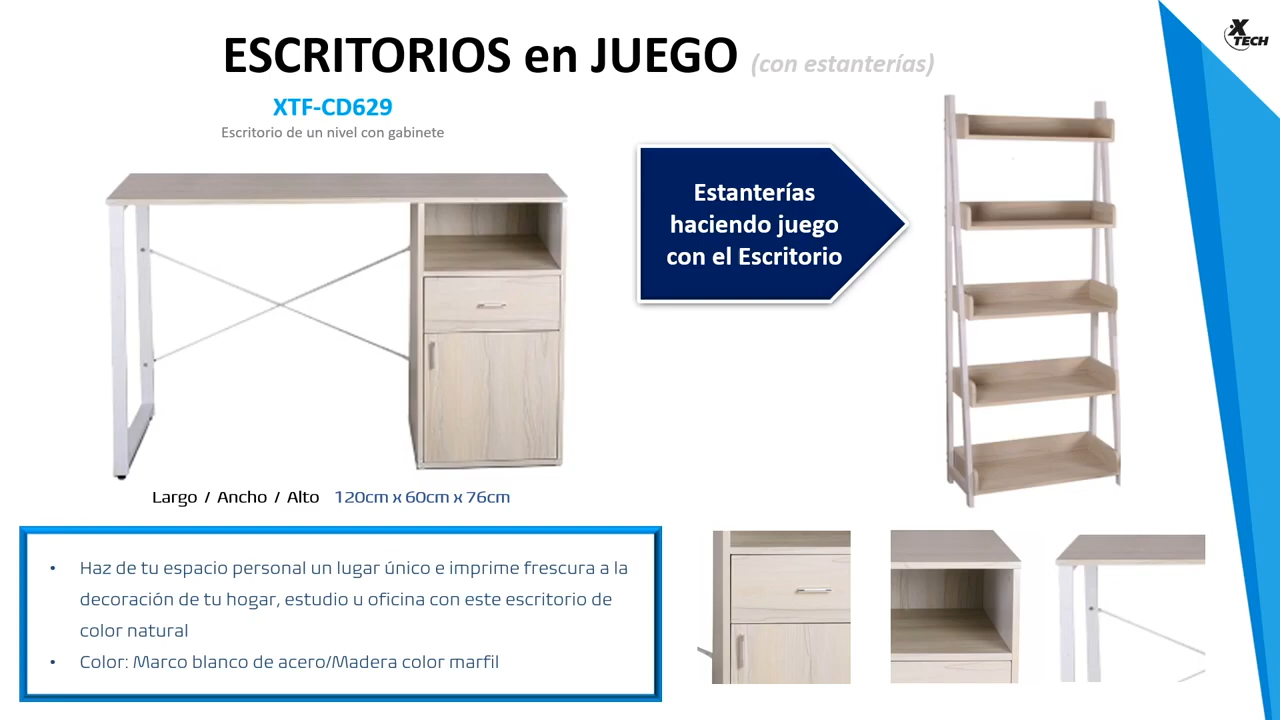 ESCRITORIOS en JUEGO (con estanterías)
X
TECH
XTF-CD629
Escritorio de un nivel con gabinete
Estanterías
haciendo juego
con el Escritorio
Largo / Ancho / Alto 120cm x 60cm x 76cm
• Haz de tu espacio personal un lugar único e imprime frescura a la
decoración de tu hogar, estudio u oficina con este escritorio de
color natural
• Color: Marco blanco de acero/Madera color marfil